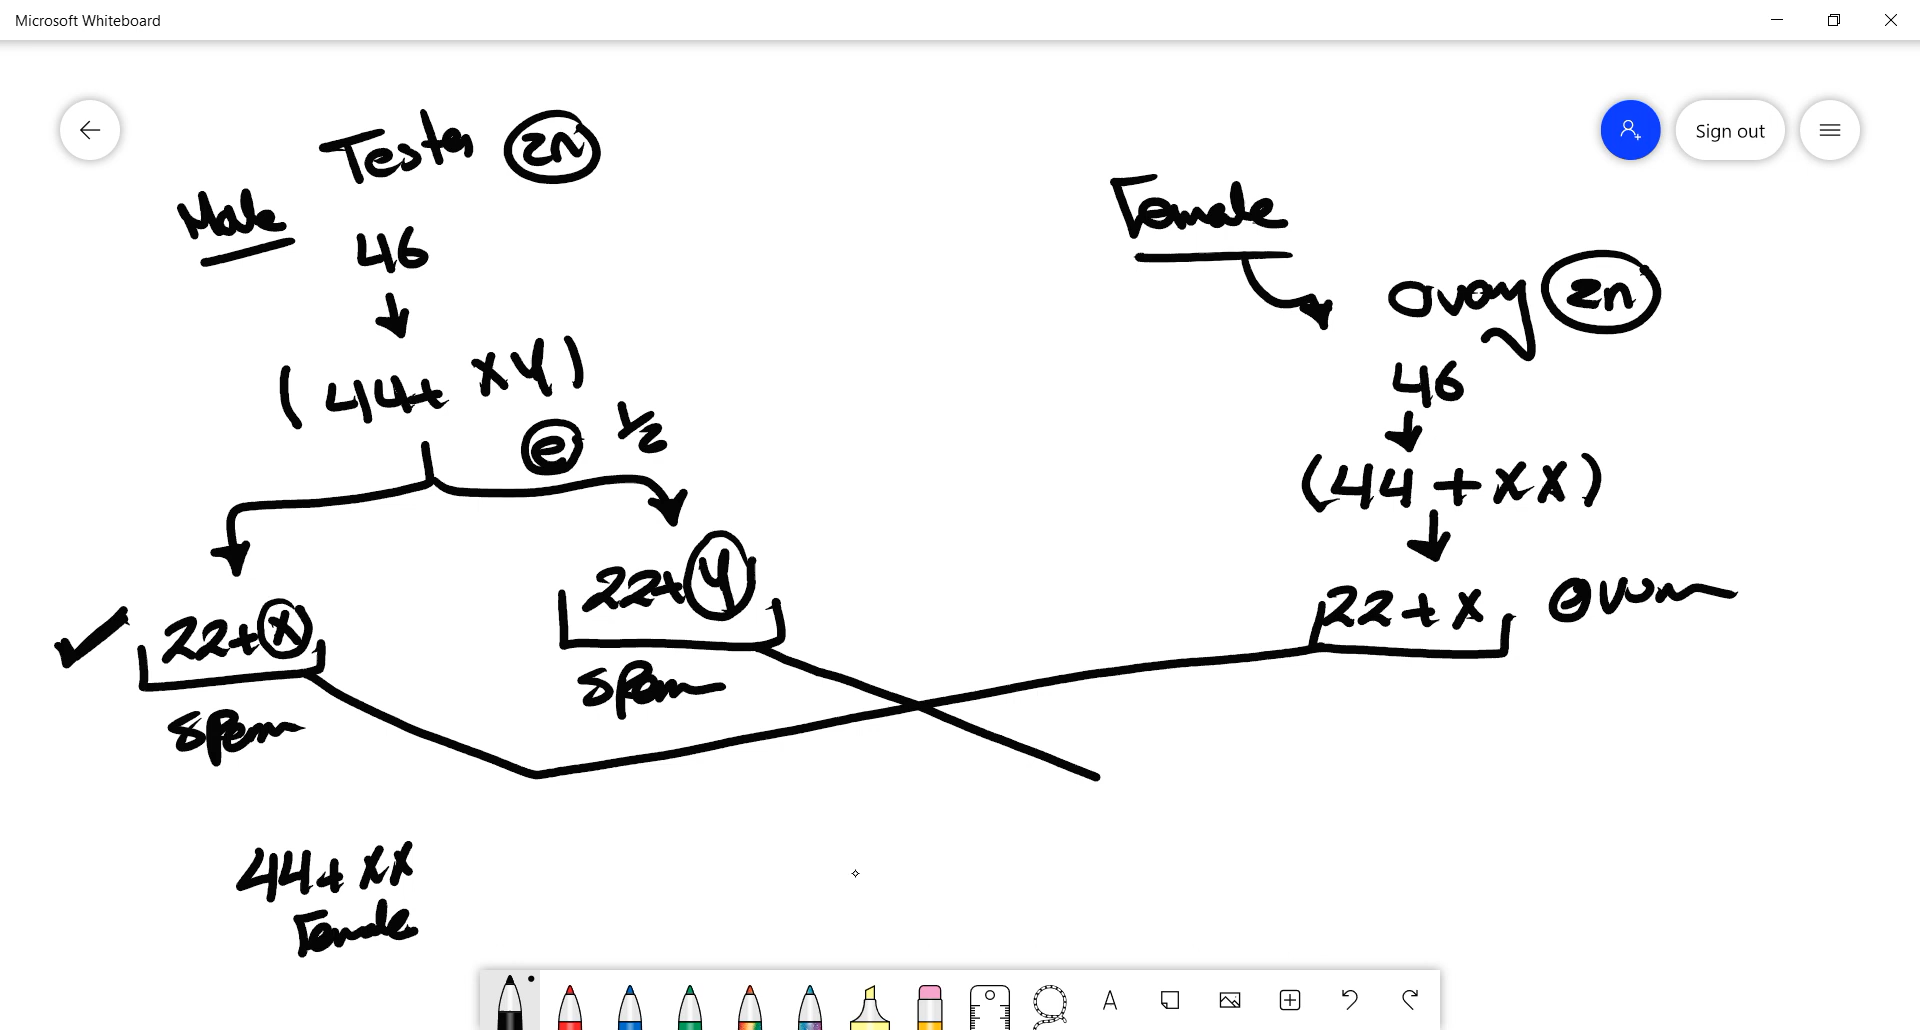 Microsoft Whiteboard
Sign out
Testes 2n
Male
46
(44+ XY)
e 1/2
22+X
sperm
22+Y
sperm
Female
ovary 2n
46
(44+XX)
22+X ovum
44+XX
Female
A